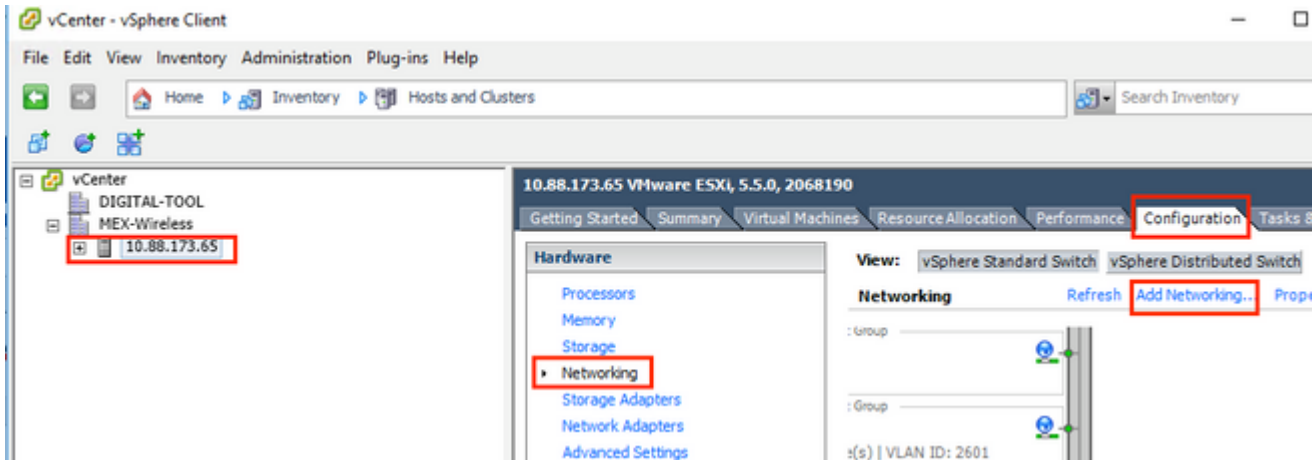 vCenter - vSphere Client
File Edit View Inventory Administration Plug-ins Help
Home Inventory Hosts and Clusters
Search Inventory
vCenter
DIGITAL-TOOL
MEX-Wireless
10.88.173.65
10.88.173.65 VMware ESXi, 5.5.0, 2068190
Getting Started Summary Virtual Machines Resource Allocation Performance Configuration Tasks &
Hardware
Processors
Memory
Storage
Networking
Storage Adapters
Network Adapters
Advanced Settings
View: vSphere Standard Switch vSphere Distributed Switch
Networking Refresh Add Networking... Prope
: Group
: Group
e(s) | VLAN ID: 2601